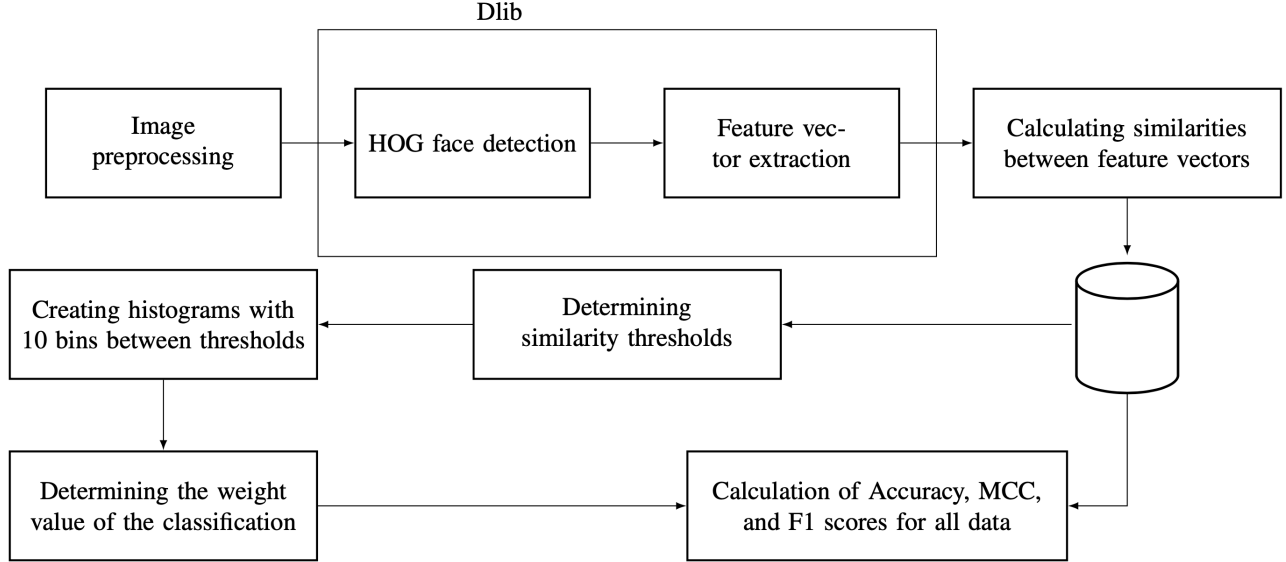 Dlib
Image
preprocessing
HOG face detection
Feature vec-
tor extraction
Calculating similarities
between feature vectors
Creating histograms with
10 bins between thresholds
Determining
similarity thresholds
Determining the weight
value of the classification
Calculation of Accuracy, MCC,
and F1 scores for all data